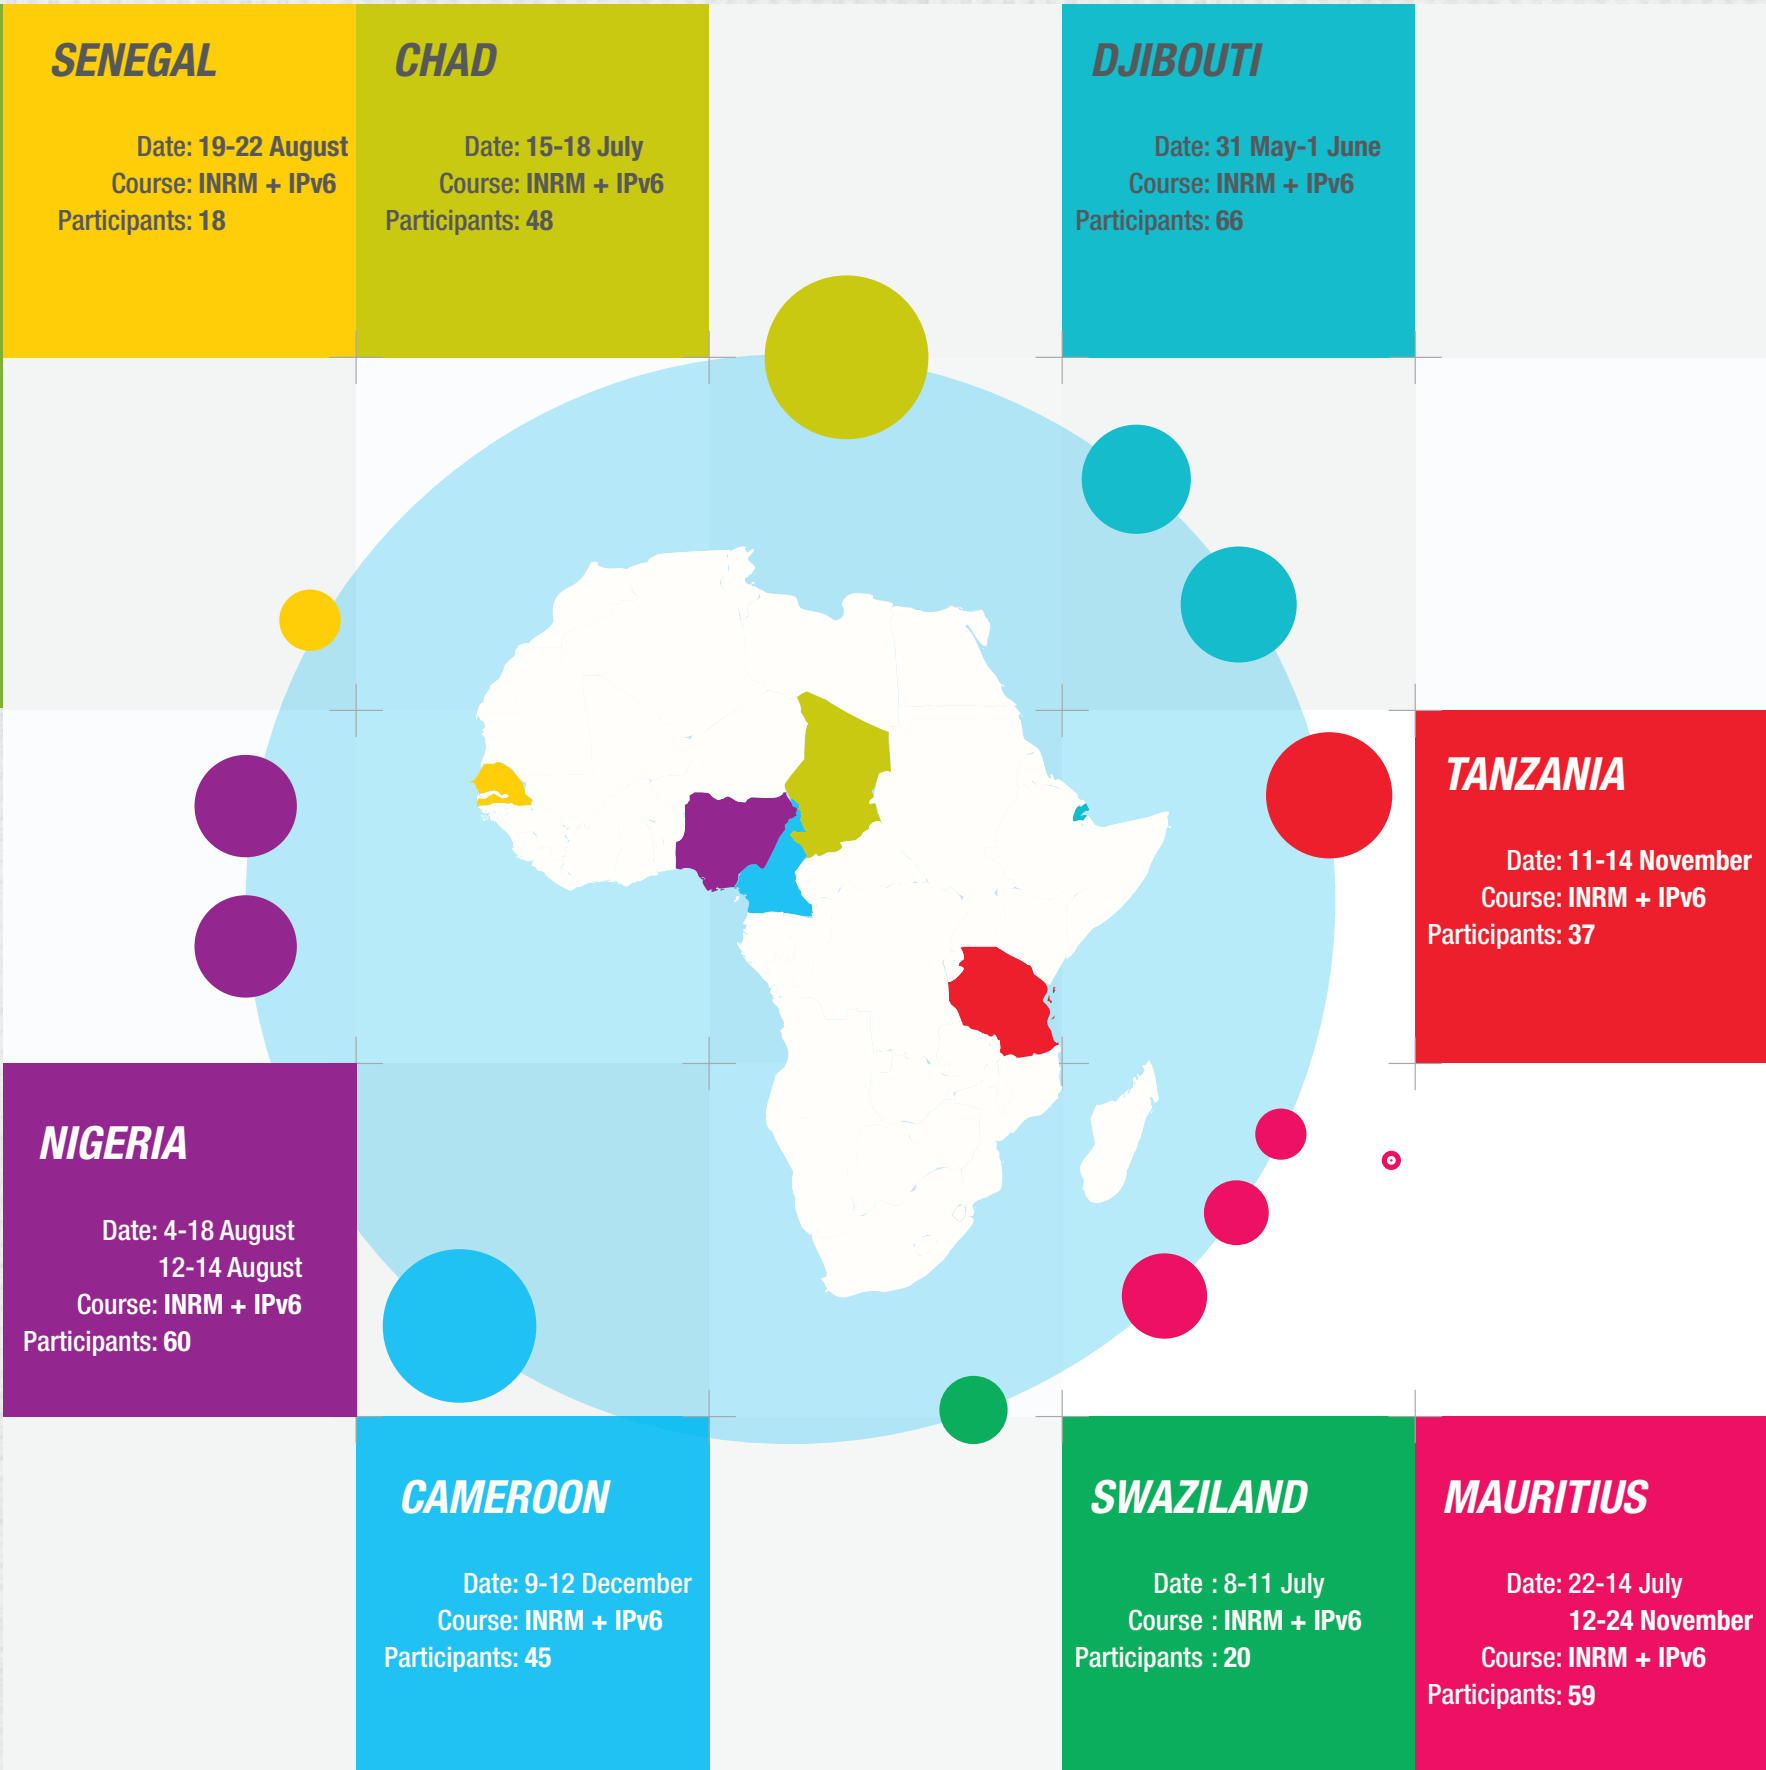 SENEGAL
Date: 19-22 August
Course: INRM + IPv6
Participants: 18
CHAD
Date: 15-18 July
Course: INRM + IPv6
Participants: 48
DJIBOUTI
Date: 31 May-1 June
Course: INRM + IPv6
Participants: 66
TANZANIA
Date: 11-14 November
Course: INRM + IPv6
Participants: 37
NIGERIA
Date: 4-18 August
12-14 August
Course: INRM + IPv6
Participants: 60
CAMEROON
Date: 9-12 December
Course: INRM + IPv6
Participants: 45
SWAZILAND
Date : 8-11 July
Course : INRM + IPv6
Participants : 20
MAURITIUS
Date: 22-14 July
12-24 November
Course: INRM + IPv6
Participants: 59